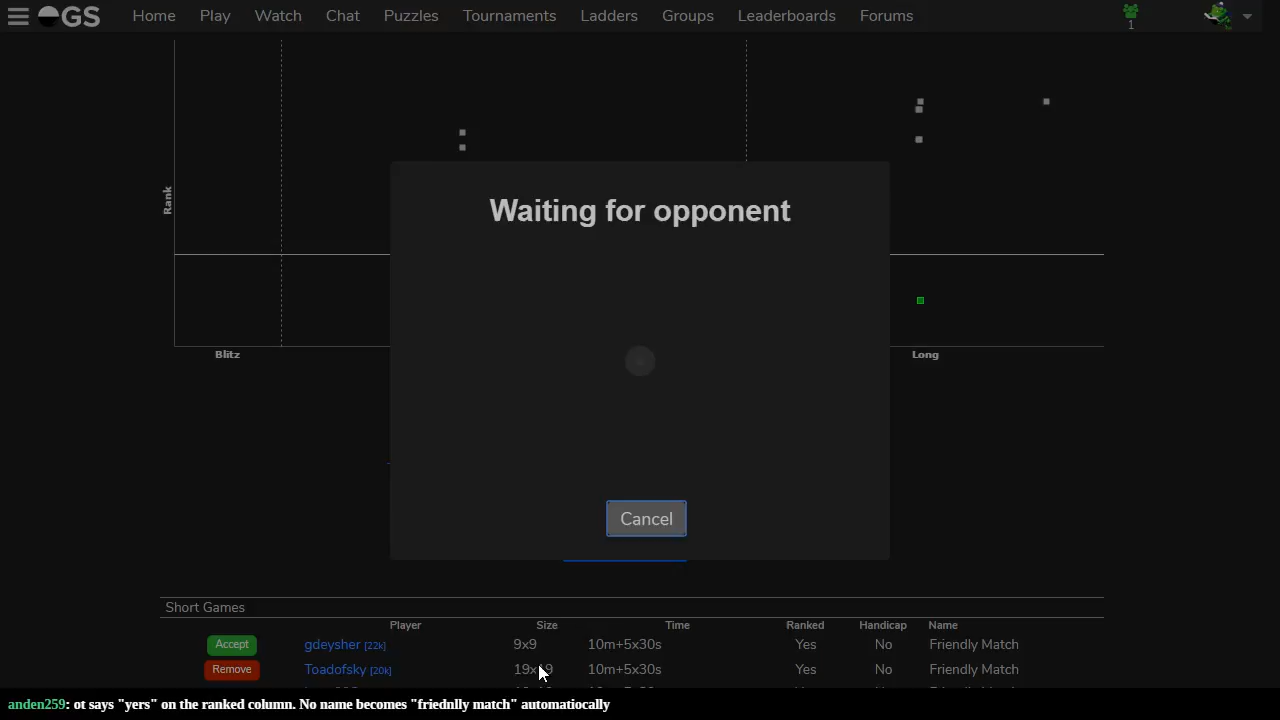 GS Home Play Watch Chat Puzzles Tournaments Ladders Groups Leaderboards Forums 1
Rank
Waiting for opponent
Blitz Long
Cancel
Short Games
Player Size Time Ranked Handicap Name
Accept gdeysher [22k] 9x9 10m+5x30s Yes No Friendly Match
Remove Toadofsky [20k] 19x19 10m+5x30s Yes No Friendly Match
anden259: ot says "yers" on the ranked column. No name becomes "friednlly match" automatiocally